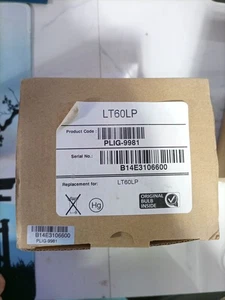 LT60LP
Product Code:
PLIG-9981
Serial No.:
B14E3106600
Replacement for: LT60LP
Hg
ORIGINAL
BULB
INSIDE
B14E3106600
PLIG-9981